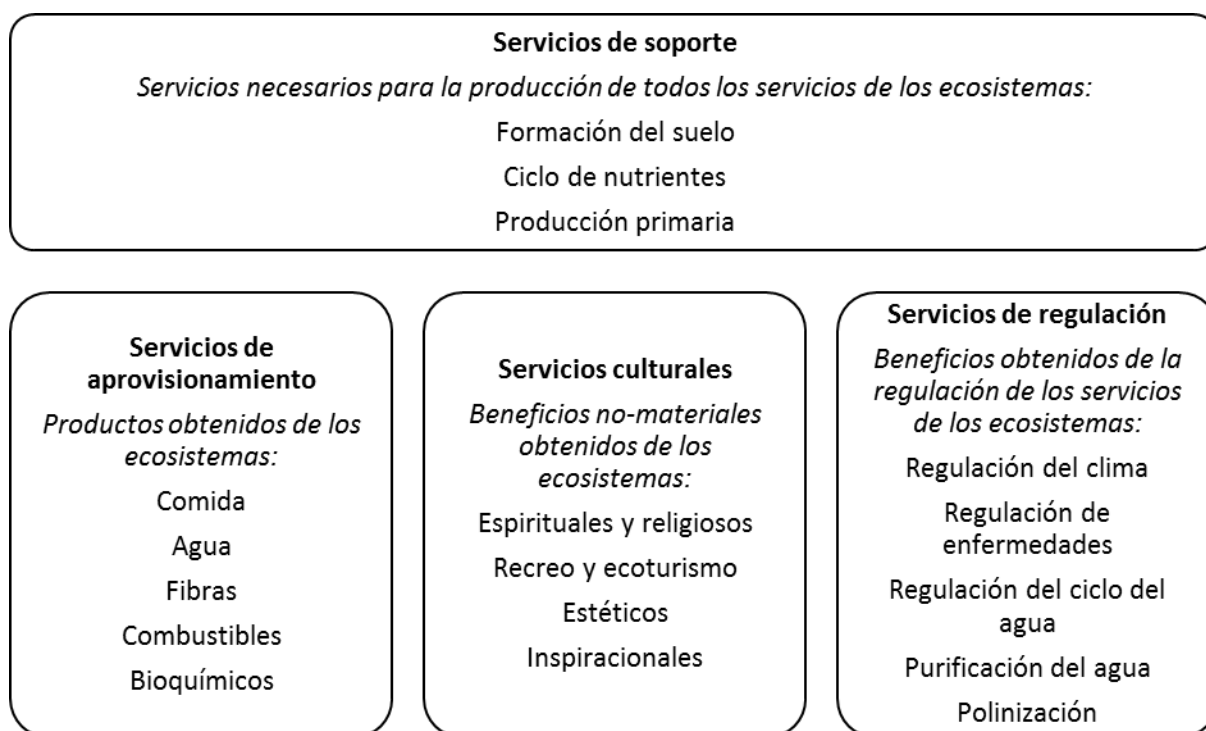 Servicios de soporte
Servicios necesarios para la producción de todos los servicios de los ecosistemas:
Formación del suelo
Ciclo de nutrientes
Producción primaria
Servicios de
aprovisionamiento
Productos obtenidos de los
ecosistemas:
Comida
Agua
Fibras
Combustibles
Bioquímicos
Servicios culturales
Beneficios no-materiales
obtenidos de los
ecosistemas:
Espirituales y religiosos
Recreo y ecoturismo
Estéticos
Inspiracionales
Servicios de regulación
Beneficios obtenidos de la
regulación de los servicios
de los ecosistemas:
Regulación del clima
Regulación de
enfermedades
Regulación del ciclo del
agua
Purificación del agua
Polinización